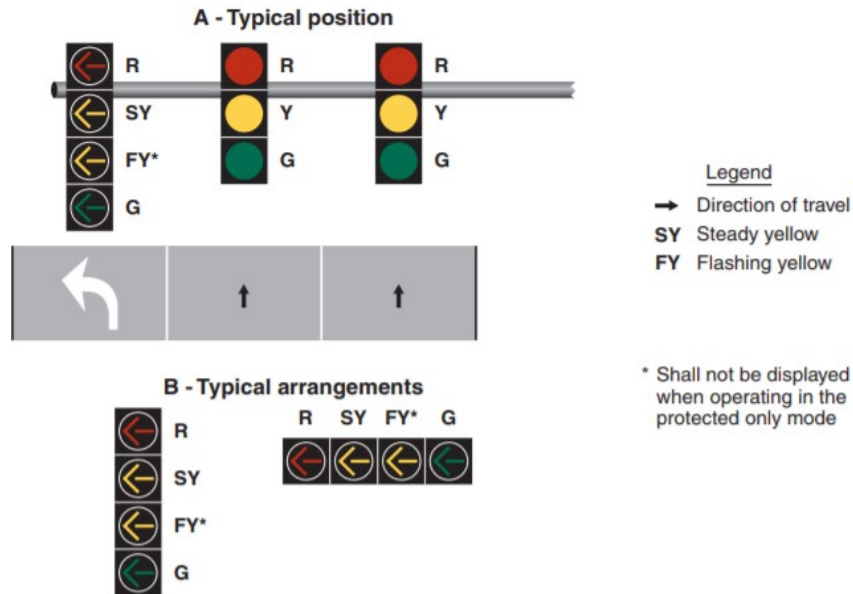 A - Typical position
R R R
SY Y Y
FY* G G
G
Legend
Direction of travel
SY Steady yellow
FY Flashing yellow
* Shall not be displayed
when operating in the
protected only mode
B - Typical arrangements
R SY FY* G
R
SY
FY*
G